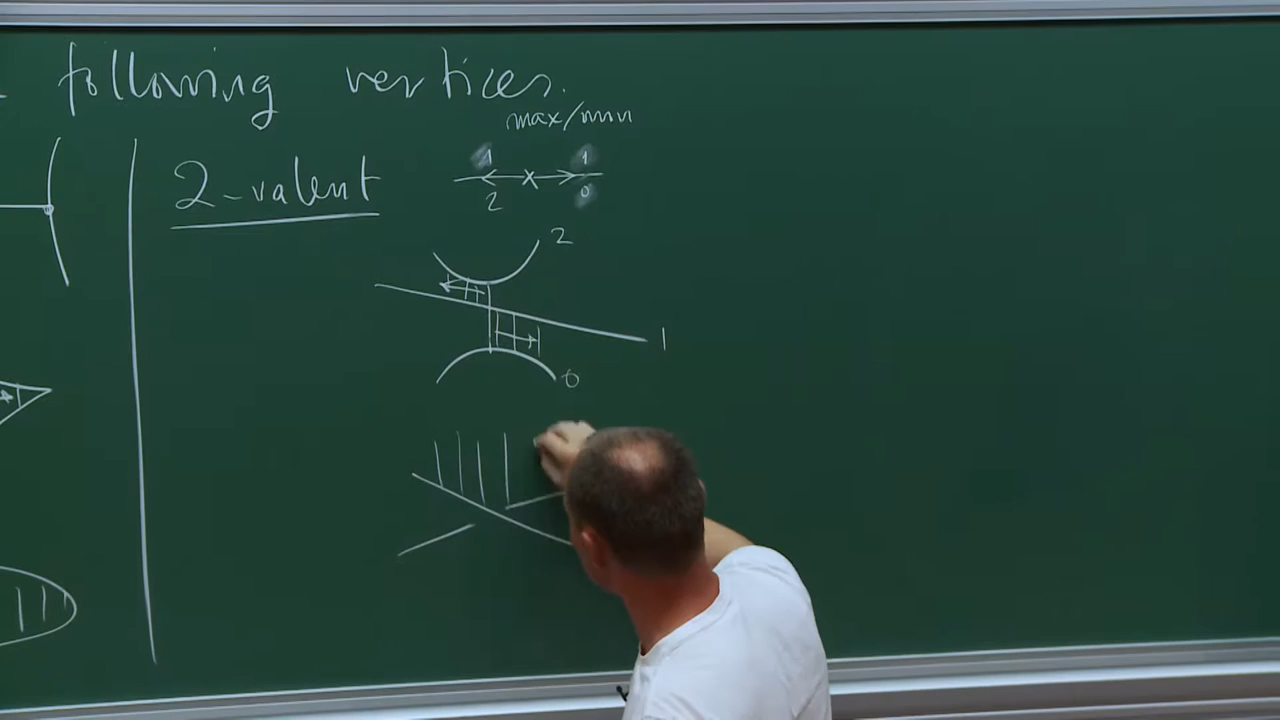 following vertices.
max/min
2-valent
1 1
2 0
2
1
0